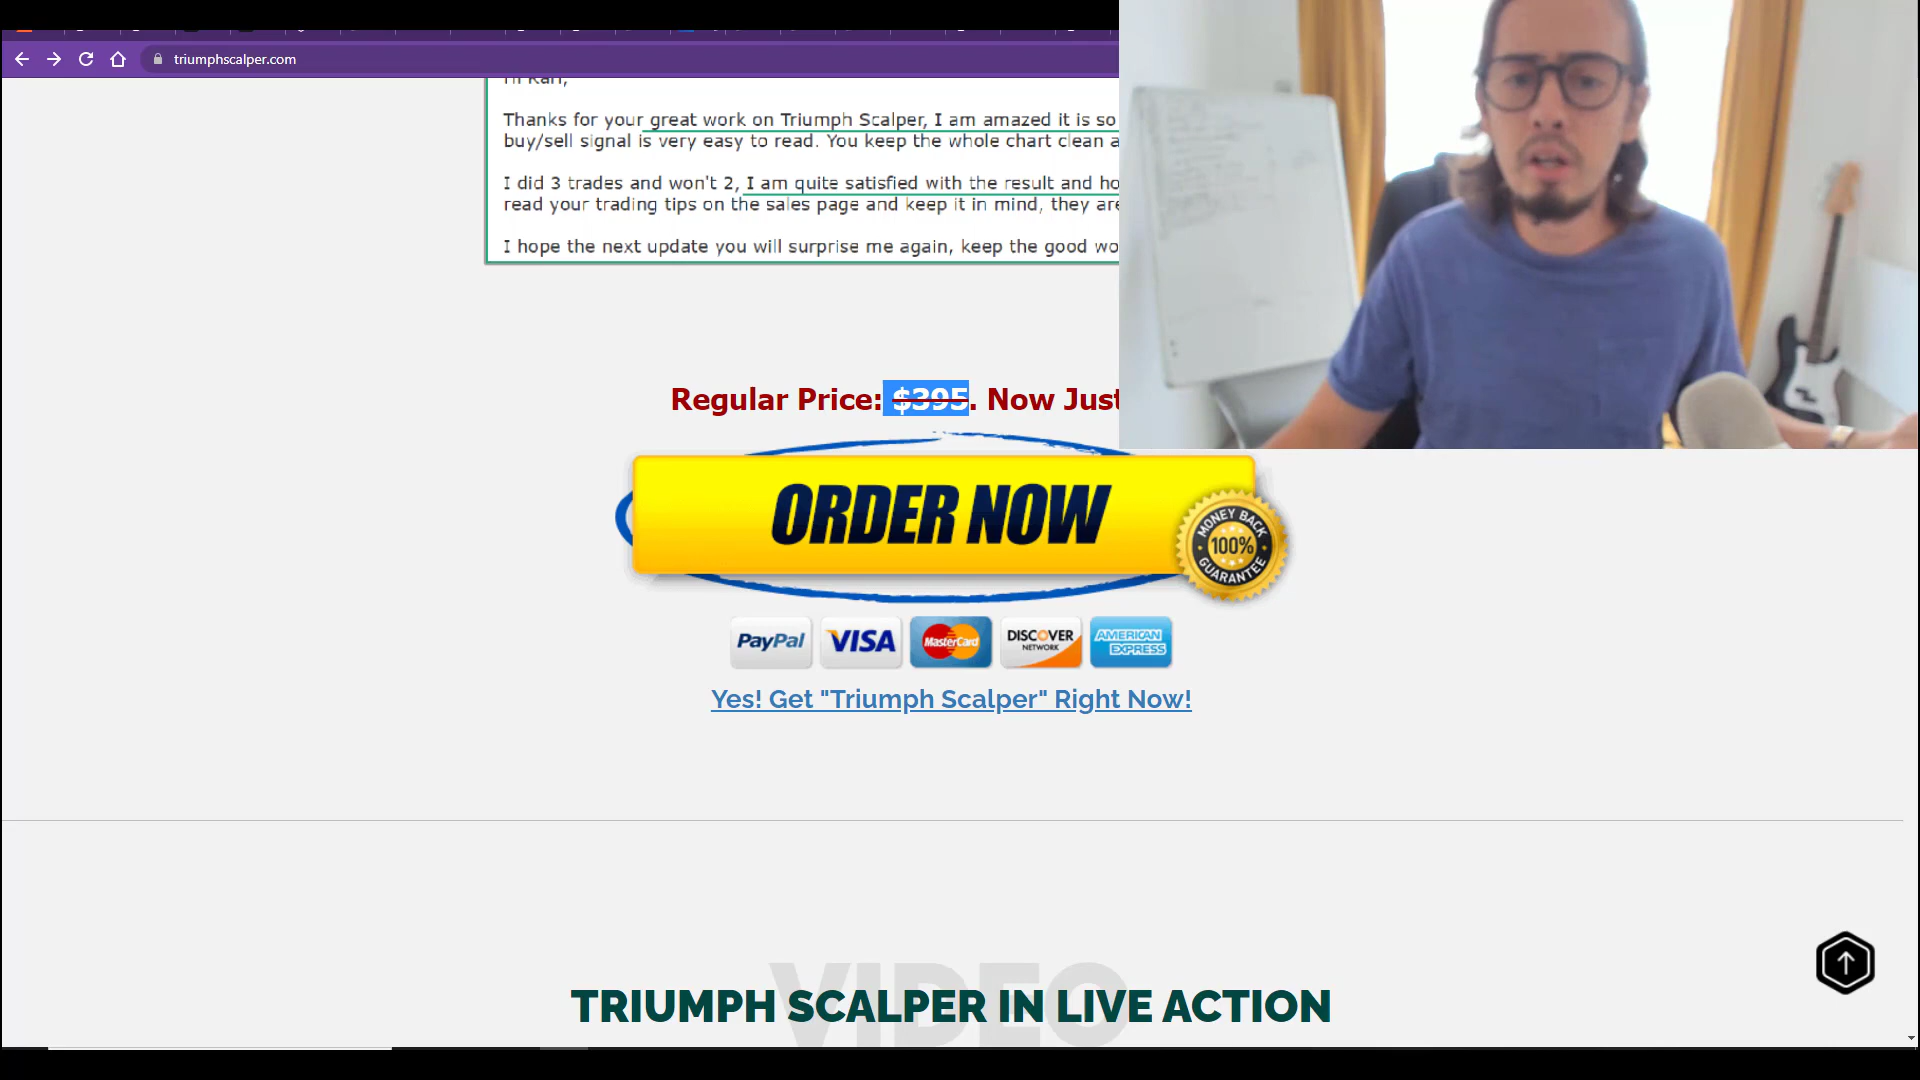 triumphscalper.com
Hi Karl,
Thanks for your great work on Triumph Scalper, I am amazed it is so
buy/sell signal is very easy to read. You keep the whole chart clean a
I did 3 trades and won't 2, I am quite satisfied with the result and ho
read your trading tips on the sales page and keep it in mind, they are
I hope the next update you will surprise me again, keep the good wo
Regular Price: $395. Now Just
ORDER NOW
MONEY BACK
100%
GUARANTEE
PayPal VISA MasterCard DISCOVER NETWORK AMERICAN EXPRESS
Yes! Get "Triumph Scalper" Right Now!
VIDEO
TRIUMPH SCALPER IN LIVE ACTION